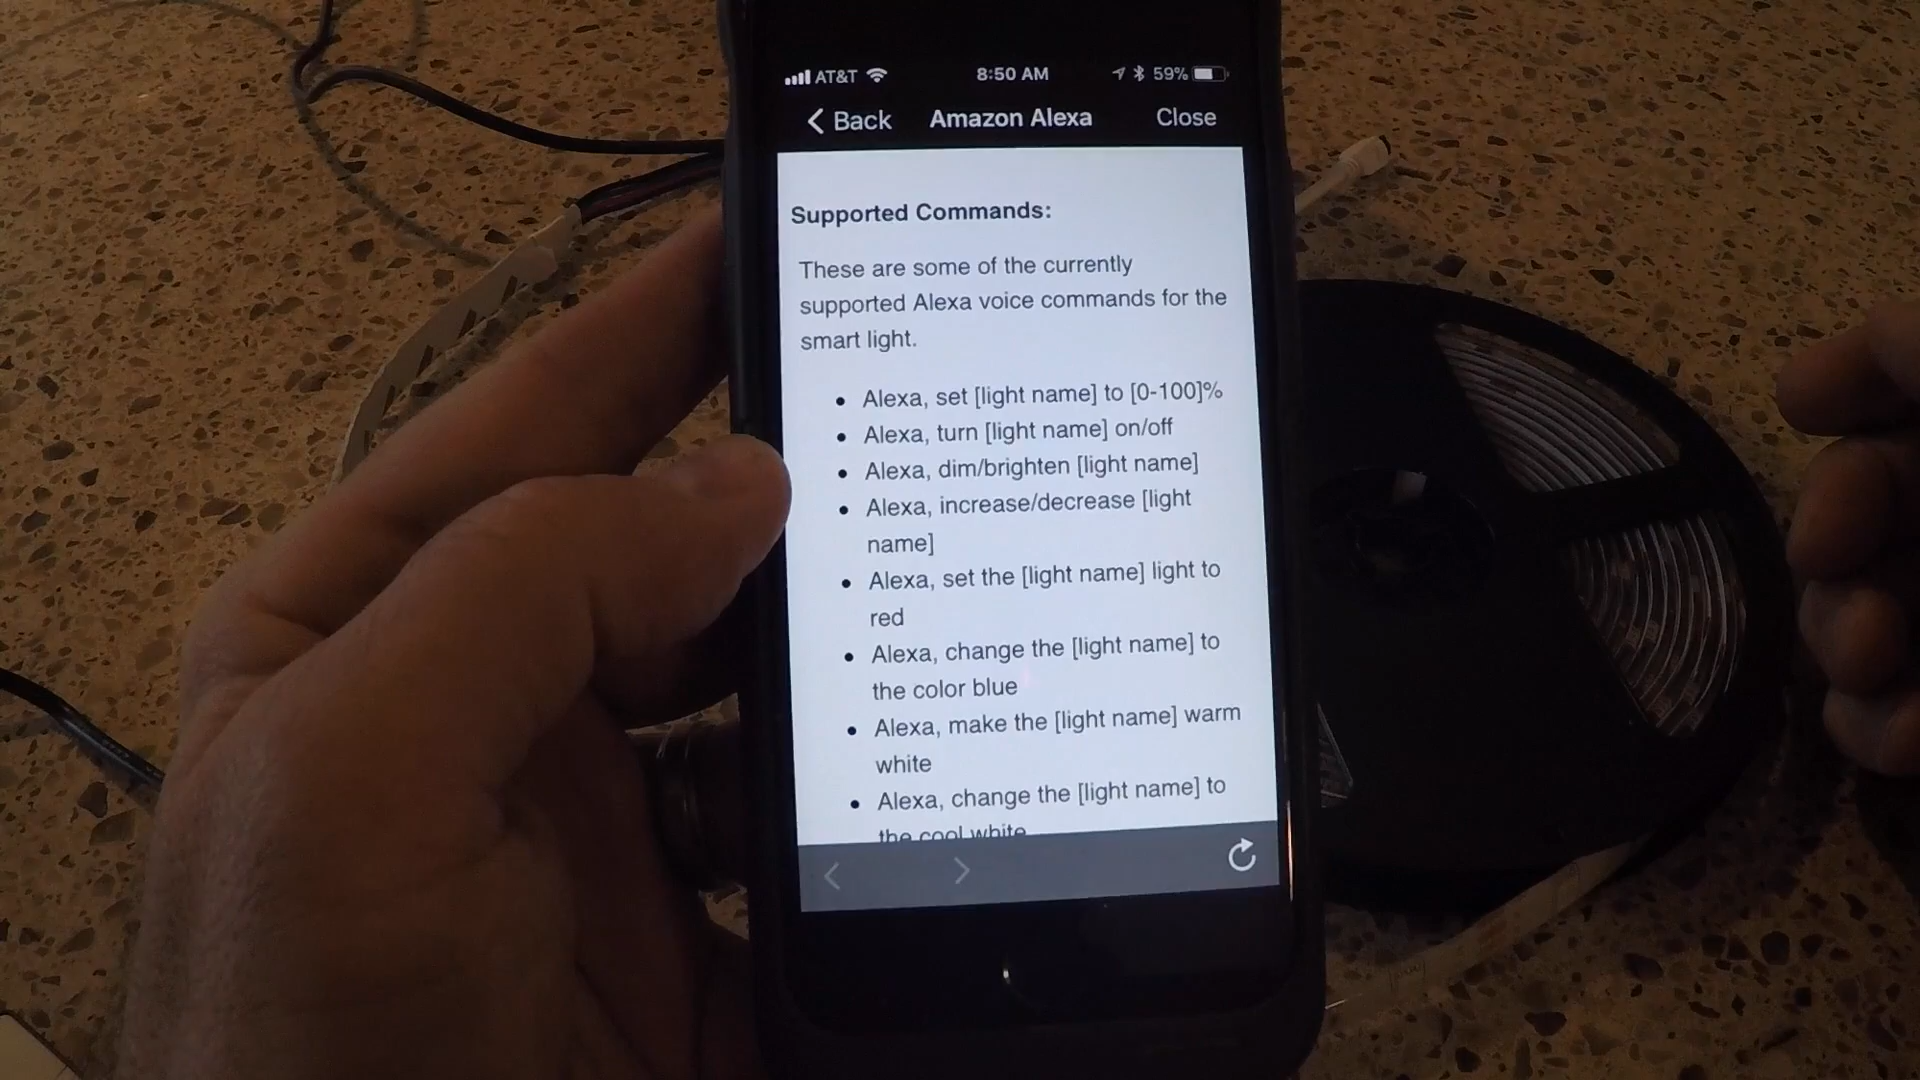 AT&T 8:50 AM 59%
Back Amazon Alexa Close
Supported Commands:
These are some of the currently
supported Alexa voice commands for the
smart light.
• Alexa, set [light name] to [0-100]%
• Alexa, turn [light name] on/off
• Alexa, dim/brighten [light name]
• Alexa, increase/decrease [light
name]
• Alexa, set the [light name] light to
red
• Alexa, change the [light name] to
the color blue
• Alexa, make the [light name] warm
white
• Alexa, change the [light name] to
the cool white